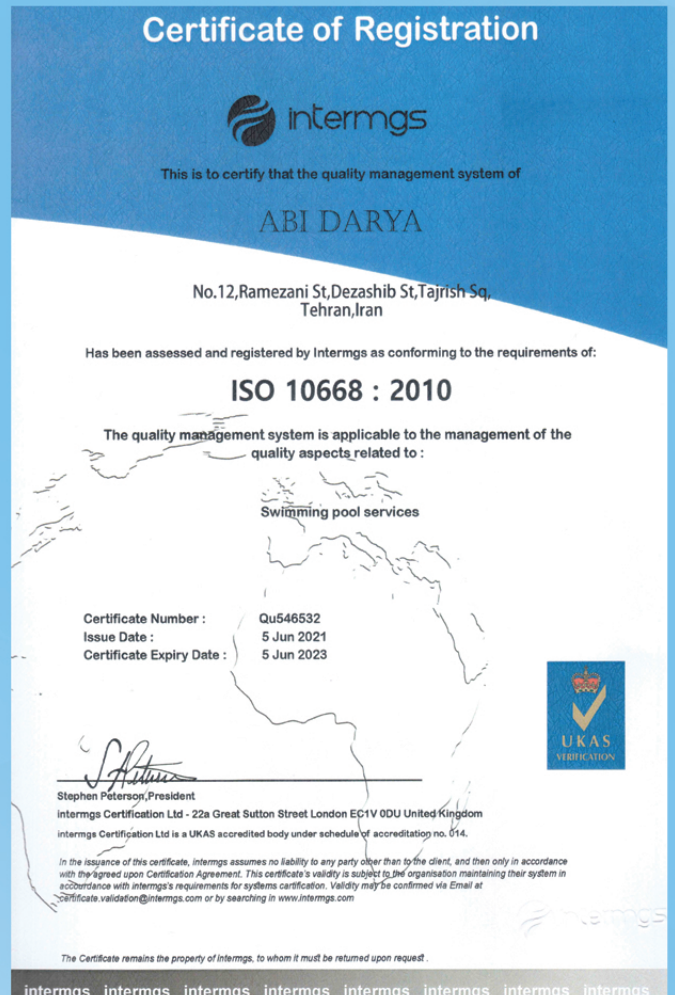 Certificate of Registration
intermgs
This is to certify that the quality management system of
ABI DARYA
No.12,Ramezani St,Dezashib St,Tajrish Sq,
Tehran,Iran
Has been assessed and registered by Intermgs as conforming to the requirements of:
ISO 10668 : 2010
The quality management system is applicable to the management of the
quality aspects related to :
Swimming pool services
Certificate Number : Qu546532
Issue Date : 5 Jun 2021
Certificate Expiry Date : 5 Jun 2023
UKAS
VERIFICATION
Stephen Peterson,President
intermgs Certification Ltd - 22a Great Sutton Street London EC1V 0DU United Kingdom
intermgs Certification Ltd is a UKAS accredited body under schedule of accreditation no. 014.
In the issuance of this certificate, intermgs assumes no liability to any party other than to the client, and then only in accordance
with the agreed upon Certification Agreement. This certificate's validity is subject to the organisation maintaining their system in
accourdance with intermgs's requirements for systems cartification. Validity may be confirmed via Email at
certificate.validation@intermgs.com or by searching in www.intermgs.com
intermgs
The Certificate remains the property of intermgs, to whom it must be returned upon request .
intermgs intermgs intermgs intermgs intermgs intermgs intermgs intermgs